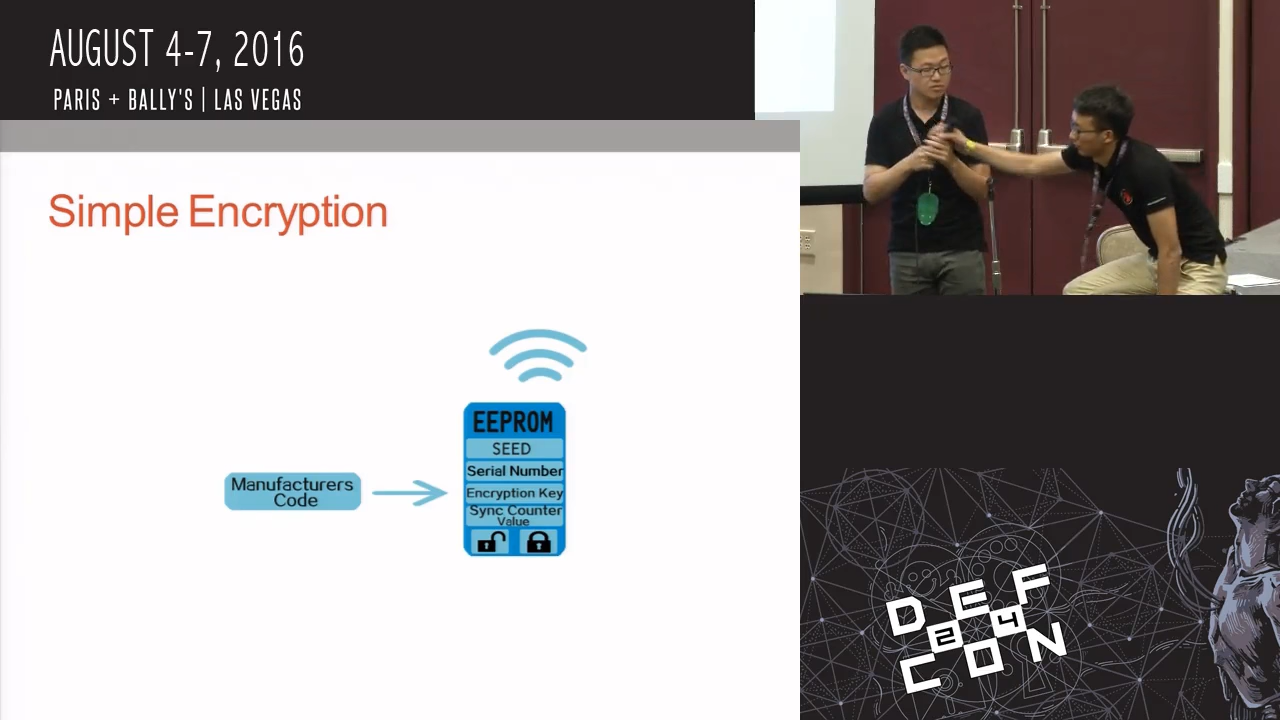 AUGUST 4-7, 2016
PARIS + BALLY'S | LAS VEGAS
Simple Encryption
EEPROM
SEED
Serial Number
Encryption Key
Sync Counter
Value
Manufacturers
Code
DEF
24
CON